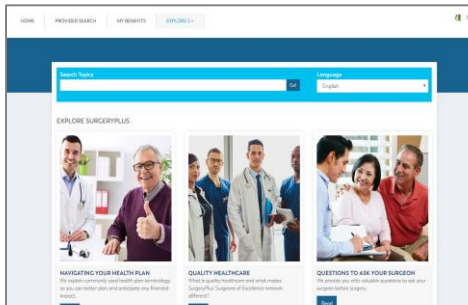 HOME
PROVIDER SEARCH
MY BENEFITS
EXPLORE S+
Search Topics
Go!
Language
English
EXPLORE SURGERYPLUS
NAVIGATING YOUR HEALTH PLAN
We explain commonly used health plan terminology
so you can better plan and anticipate any financial
impact.
QUALITY HEALTHCARE
What is quality healthcare and what makes
SurgeryPlus' Surgeons of Excellence network
different?
QUESTIONS TO ASK YOUR SURGEON
We provide you with valuable questions to ask your
surgeon before surgery.
Read